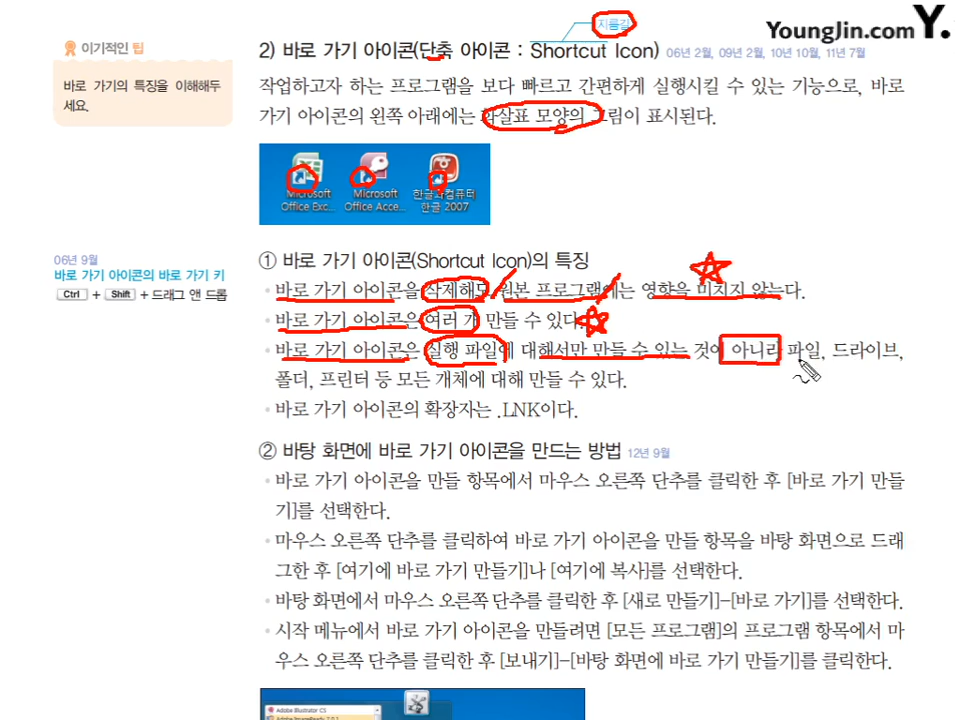 YoungJin.com Y.
지름길
이기적인 팁
바로 가기의 특징을 이해해두
세요.
2) 바로 가기 아이콘(단축 아이콘 : Shortcut Icon) 06년 2월, 09년 2월, 10년 10월, 11년 7월
작업하고자 하는 프로그램을 보다 빠르고 간편하게 실행시킬 수 있는 기능으로, 바로
가기 아이콘의 왼쪽 아래에는 화살표 모양의 그림이 표시된다.
Microsoft Office Exc...
Microsoft Office Acce...
한글과컴퓨터 한글 2007
06년 9월
바로 가기 아이콘의 바로 가기 키
Ctrl + Shift + 드래그 앤 드롭
① 바로 가기 아이콘(Shortcut Icon)의 특징
• 바로 가기 아이콘을 삭제해도 원본 프로그램에는 영향을 미치지 않는다.
• 바로 가기 아이콘은 여러 개 만들 수 있다.
• 바로 가기 아이콘은 실행 파일에 대해서만 만들 수 있는 것이 아니라 파일, 드라이브,
폴더, 프린터 등 모든 개체에 대해 만들 수 있다.
• 바로 가기 아이콘의 확장자는 .LNK이다.
② 바탕 화면에 바로 가기 아이콘을 만드는 방법 12년 9월
• 바로 가기 아이콘을 만들 항목에서 마우스 오른쪽 단추를 클릭한 후 [바로 가기 만들
기]를 선택한다.
• 마우스 오른쪽 단추를 클릭하여 바로 가기 아이콘을 만들 항목을 바탕 화면으로 드래
그한 후 [여기에 바로 가기 만들기]나 [여기에 복사]를 선택한다.
• 바탕 화면에서 마우스 오른쪽 단추를 클릭한 후 [새로 만들기]-[바로 가기]를 선택한다.
• 시작 메뉴에서 바로 가기 아이콘을 만들려면 [모든 프로그램]의 프로그램 항목에서 마
우스 오른쪽 단추를 클릭한 후 [보내기]-[바탕 화면에 바로 가기 만들기]를 클릭한다.
Adobe Illustrator CS
Adobe ImageReady 7.0.1